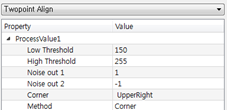 Twopoint Align
Property Value
ProcessValue1
Low Threshold 150
High Threshold 255
Noise out 1 1
Noise out 2 -1
Corner UpperRight
Method Corner